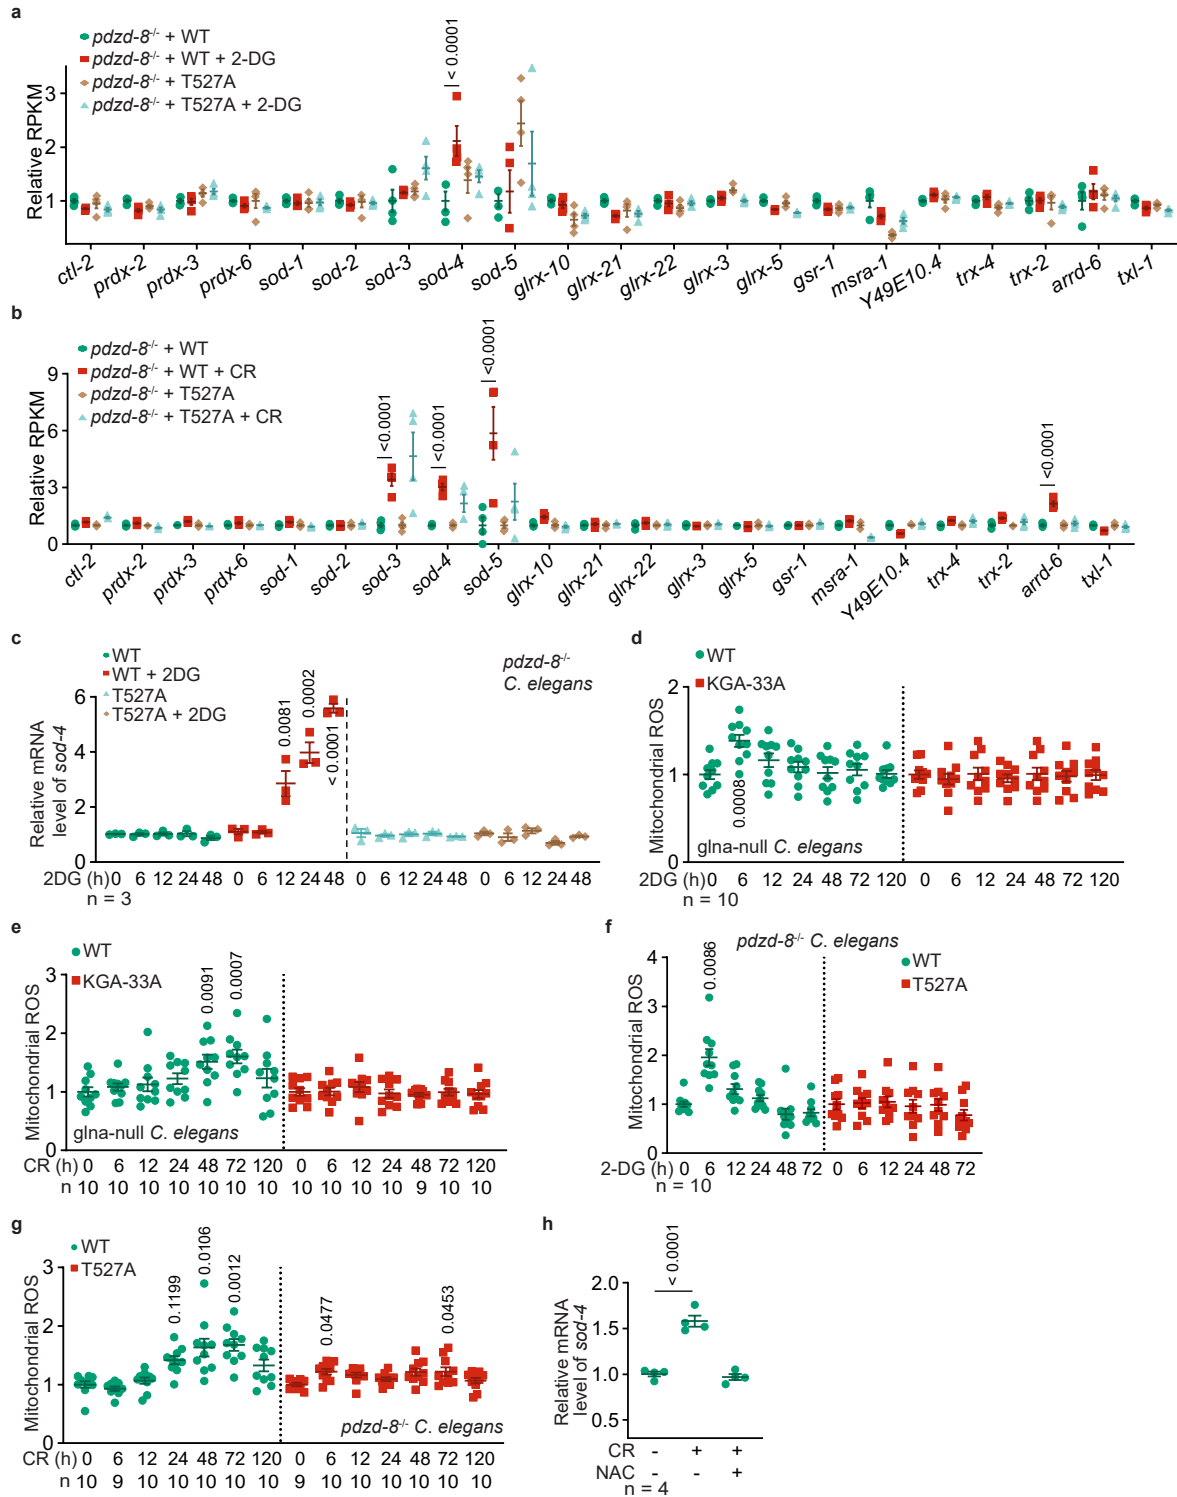 a
pdzd-8-/- + WT
pdzd-8-/- + WT + 2-DG
pdzd-8-/- + T527A
pdzd-8-/- + T527A + 2-DG
< 0.0001
Relative RPKM
3
2
1
ctl-2 prdx-2 prdx-3 prdx-6 sod-1 sod-2 sod-3 sod-4 sod-5 glrx-10 glrx-21 glrx-22 glrx-3 glrx-5 gsr-1 msra-1 Y49E10.4 trx-4 trx-2 arrd-6 txl-1
b
pdzd-8-/- + WT
pdzd-8-/- + WT + CR
pdzd-8-/- + T527A
pdzd-8-/- + T527A + CR
<0.0001 <0.0001 <0.0001 <0.0001
Relative RPKM
9
6
3
0
ctl-2 prdx-2 prdx-3 prdx-6 sod-1 sod-2 sod-3 sod-4 sod-5 glrx-10 glrx-21 glrx-22 glrx-3 glrx-5 gsr-1 msra-1 Y49E10.4 trx-4 trx-2 arrd-6 txl-1
c
WT
WT + 2DG
T527A
T527A + 2DG
pdzd-8-/-
C. elegans
0.0081 0.0002 < 0.0001
Relative mRNA
level of sod-4
6
4
2
0
2DG (h) 0 6 12 24 48 0 6 12 24 48 0 6 12 24 48 0 6 12 24 48
n = 3
d
WT
KGA-33A
Mitochondrial ROS
2
1
0
0.0008
glna-null C. elegans
2DG (h) 0 6 12 24 48 72 120 0 6 12 24 48 72 120
n = 10
e
WT
KGA-33A
0.0091 0.0007
Mitochondrial ROS
3
2
1
0
glna-null C. elegans
CR (h) 0 6 12 24 48 72 120 0 6 12 24 48 72 120
n 10 10 10 10 10 10 10 10 10 10 10 9 10 10
f
pdzd-8-/- C. elegans
WT
T527A
0.0086
Mitochondrial ROS
4
2
1
0
2-DG (h) 0 6 12 24 48 72 0 6 12 24 48 72
n = 10
g
WT
T527A
0.1199 0.0106 0.0012 0.0477 0.0453
Mitochondrial ROS
3
2
1
0
pdzd-8-/- C. elegans
CR (h) 0 6 12 24 48 72 120 0 6 12 24 48 72 120
n 10 9 10 10 10 10 10 9 10 10 10 10 10 10
h
< 0.0001
Relative mRNA
level of sod-4
2.0
1.5
1.0
0.5
CR - + +
NAC - - +
n = 4